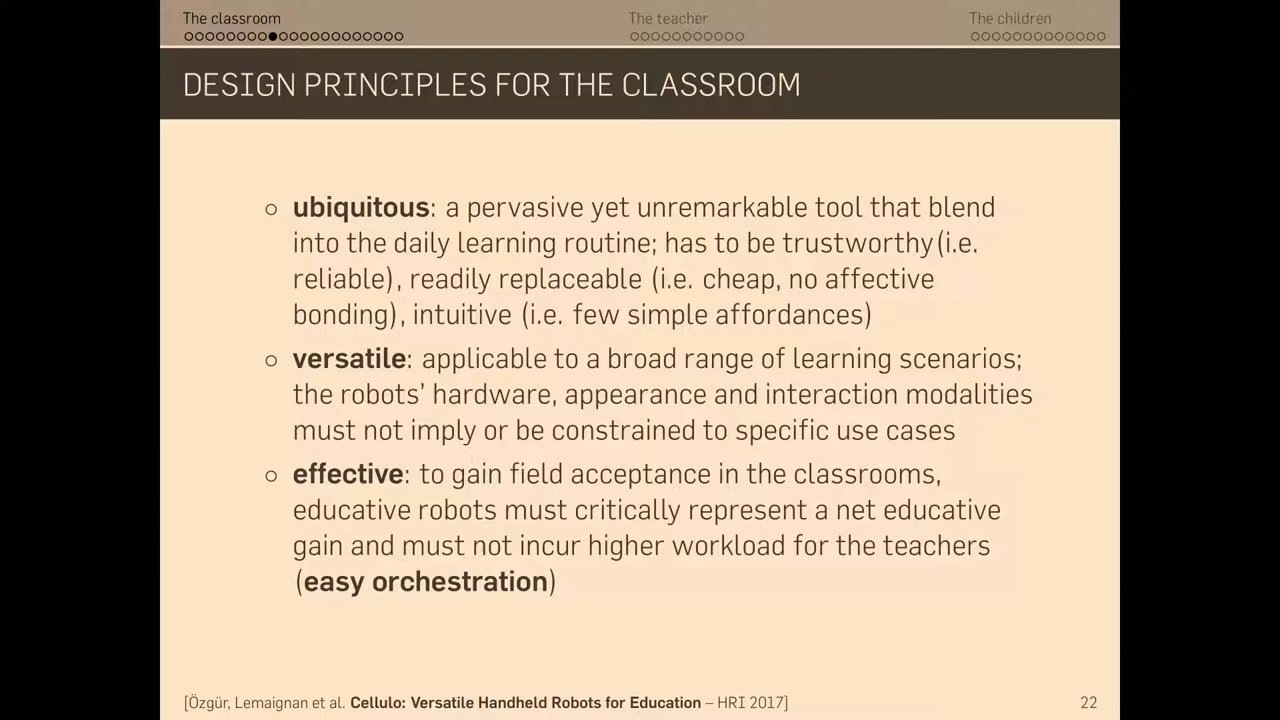 The classroom
The teacher
The children
DESIGN PRINCIPLES FOR THE CLASSROOM
ubiquitous: a pervasive yet unremarkable tool that blend
into the daily learning routine; has to be trustworthy(i.e.
reliable), readily replaceable (i.e. cheap, no affective
bonding), intuitive (i.e. few simple affordances)
versatile: applicable to a broad range of learning scenarios;
the robots' hardware, appearance and interaction modalities
must not imply or be constrained to specific use cases
effective: to gain field acceptance in the classrooms,
educative robots must critically represent a net educative
gain and must not incur higher workload for the teachers
(easy orchestration)
[Özgür, Lemaignan et al. Cellulo: Versatile Handheld Robots for Education – HRI 2017]
22